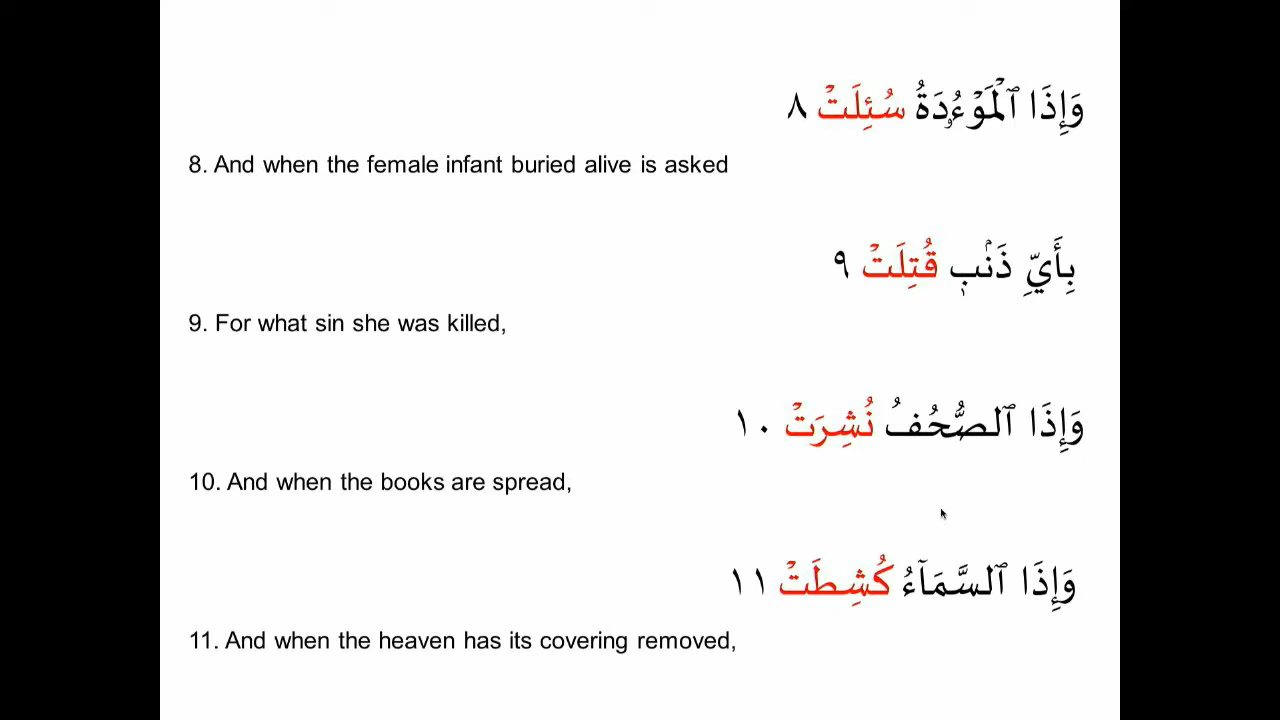 وَإِذَا ٱلْمَوْءُۥدَةُ سُئِلَتْ ٨
8. And when the female infant buried alive is asked
بِأَيِّ ذَنۢبٍ قُتِلَتْ ٩
9. For what sin she was killed,
وَإِذَا ٱلصُّحُفُ نُشِرَتْ ١٠
10. And when the books are spread,
وَإِذَا ٱلسَّمَآءُ كُشِطَتْ ١١
11. And when the heaven has its covering removed,